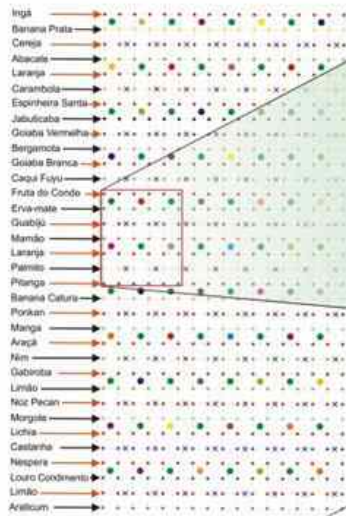 Ingá
Banana Prata
Cereja
Abacate
Laranja
Carambola
Espinheira Santa
Jabuticaba
Goiaba Vermelha
Bergamota
Goiaba Branca
Caqui Fuyu
Fruta do Conde
Erva-mate
Guabiju
Mamão
Laranja
Palmito
Pitanga
Banana Catura
Ponkan
Manga
Araçá
Nim
Gabiroba
Limão
Noz Pecan
Morgote
Lichia
Castanha
Nespera
Louro Condimento
Limão
Araticum